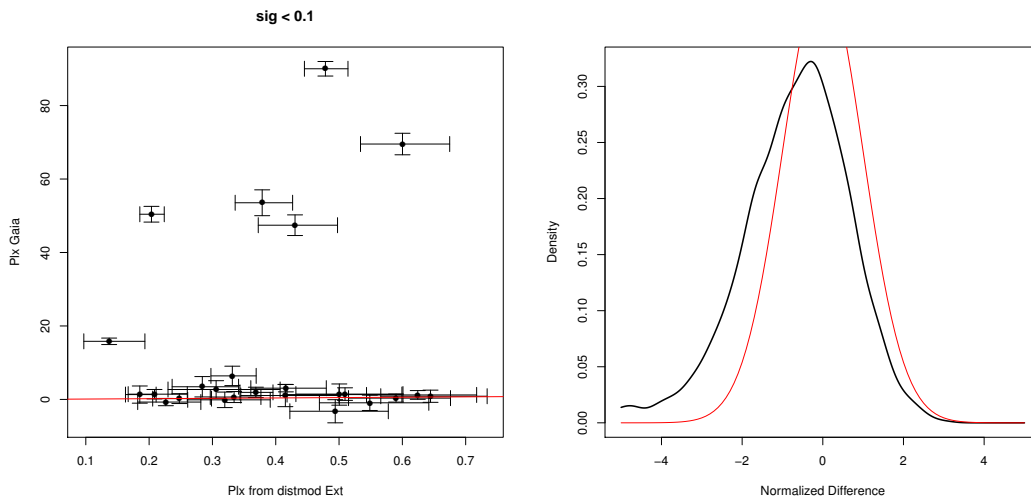 sig < 0.1
Plx Gaia
80
60
40
20
0
0.1 0.2 0.3 0.4 0.5 0.6 0.7
Plx from distmod Ext
Density
0.30
0.25
0.20
0.15
0.10
0.05
0.00
−4 −2 0 2 4
Normalized Difference